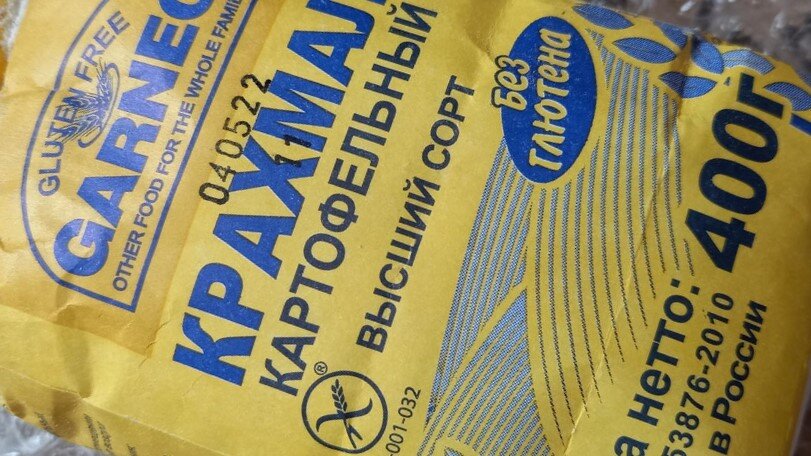 GLUTEN FREE
GARNEC
OTHER FOOD FOR THE WHOLE FAMI
040522
11
КРАХМАЛ
КАРТОФЕЛЬНЫЙ
ВЫСШИЙ СОРТ
®
-001-032
Без
глютена
а нетто: 400г
53876-2010
в России